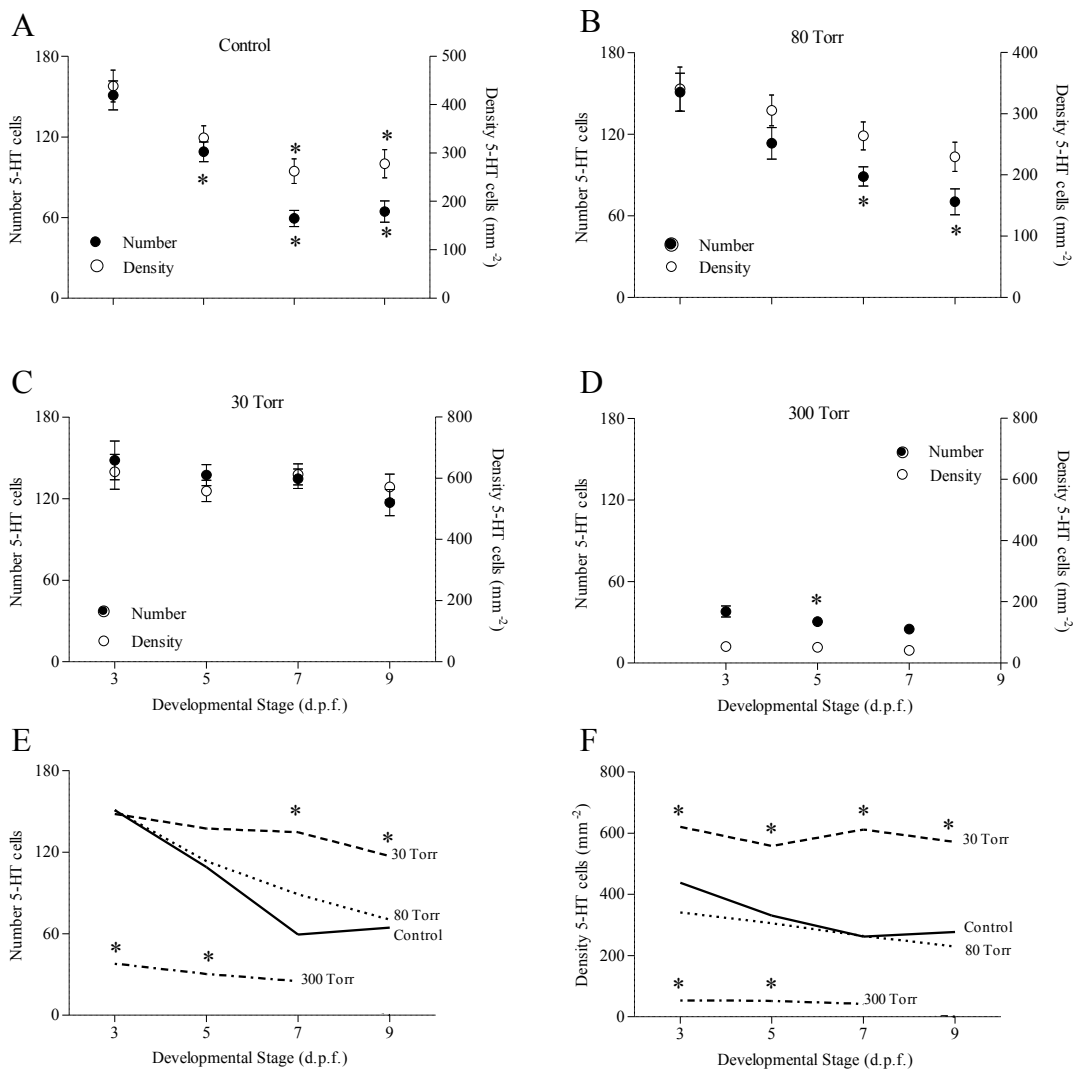 A
Control
180
120
60
0
Number 5-HT cells
500
400
300
200
100
0
Density 5-HT cells (mm⁻²)
*
*
*
*
*
Number
Density
B
80 Torr
180
120
60
0
Number 5-HT cells
400
300
200
100
0
Density 5-HT cells (mm⁻²)
*
*
Number
Density
C
30 Torr
180
120
60
0
Number 5-HT cells
800
600
400
200
0
Density 5-HT cells (mm⁻²)
Number
Density
3 5 7 9
Developmental Stage (d.p.f.)
D
300 Torr
180
120
60
0
Number 5-HT cells
800
600
400
200
0
Density 5-HT cells (mm⁻²)
Number
Density
*
3 5 7 9
Developmental Stage (d.p.f.)
E
180
120
60
0
Number 5-HT cells
* *
30 Torr
80 Torr
Control
* *
300 Torr
3 5 7 9
Developmental Stage (d.p.f.)
F
800
600
400
200
0
Density 5-HT cells (mm⁻²)
* * * *
30 Torr
Control
80 Torr
* *
300 Torr
3 5 7 9
Developmental Stage (d.p.f.)